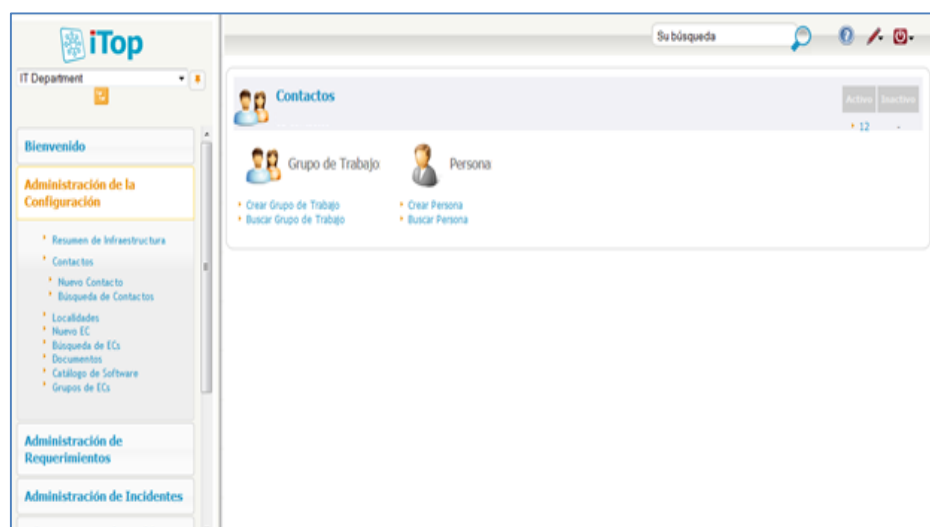 iTop
IT Department
Bienvenido
Administración de la
Configuración
Resumen de Infraestructura
Contactos
Nuevo Contacto
Búsqueda de Contactos
Localidades
Nuevo EC
Búsqueda de ECs
Documentos
Catálogo de Software
Grupos de ECs
Administración de
Requerimientos
Administración de Incidentes
Su búsqueda
Contactos
Activo Inactivo
12 -
Grupo de Trabajo
Persona
Crear Grupo de Trabajo
Buscar Grupo de Trabajo
Crear Persona
Buscar Persona